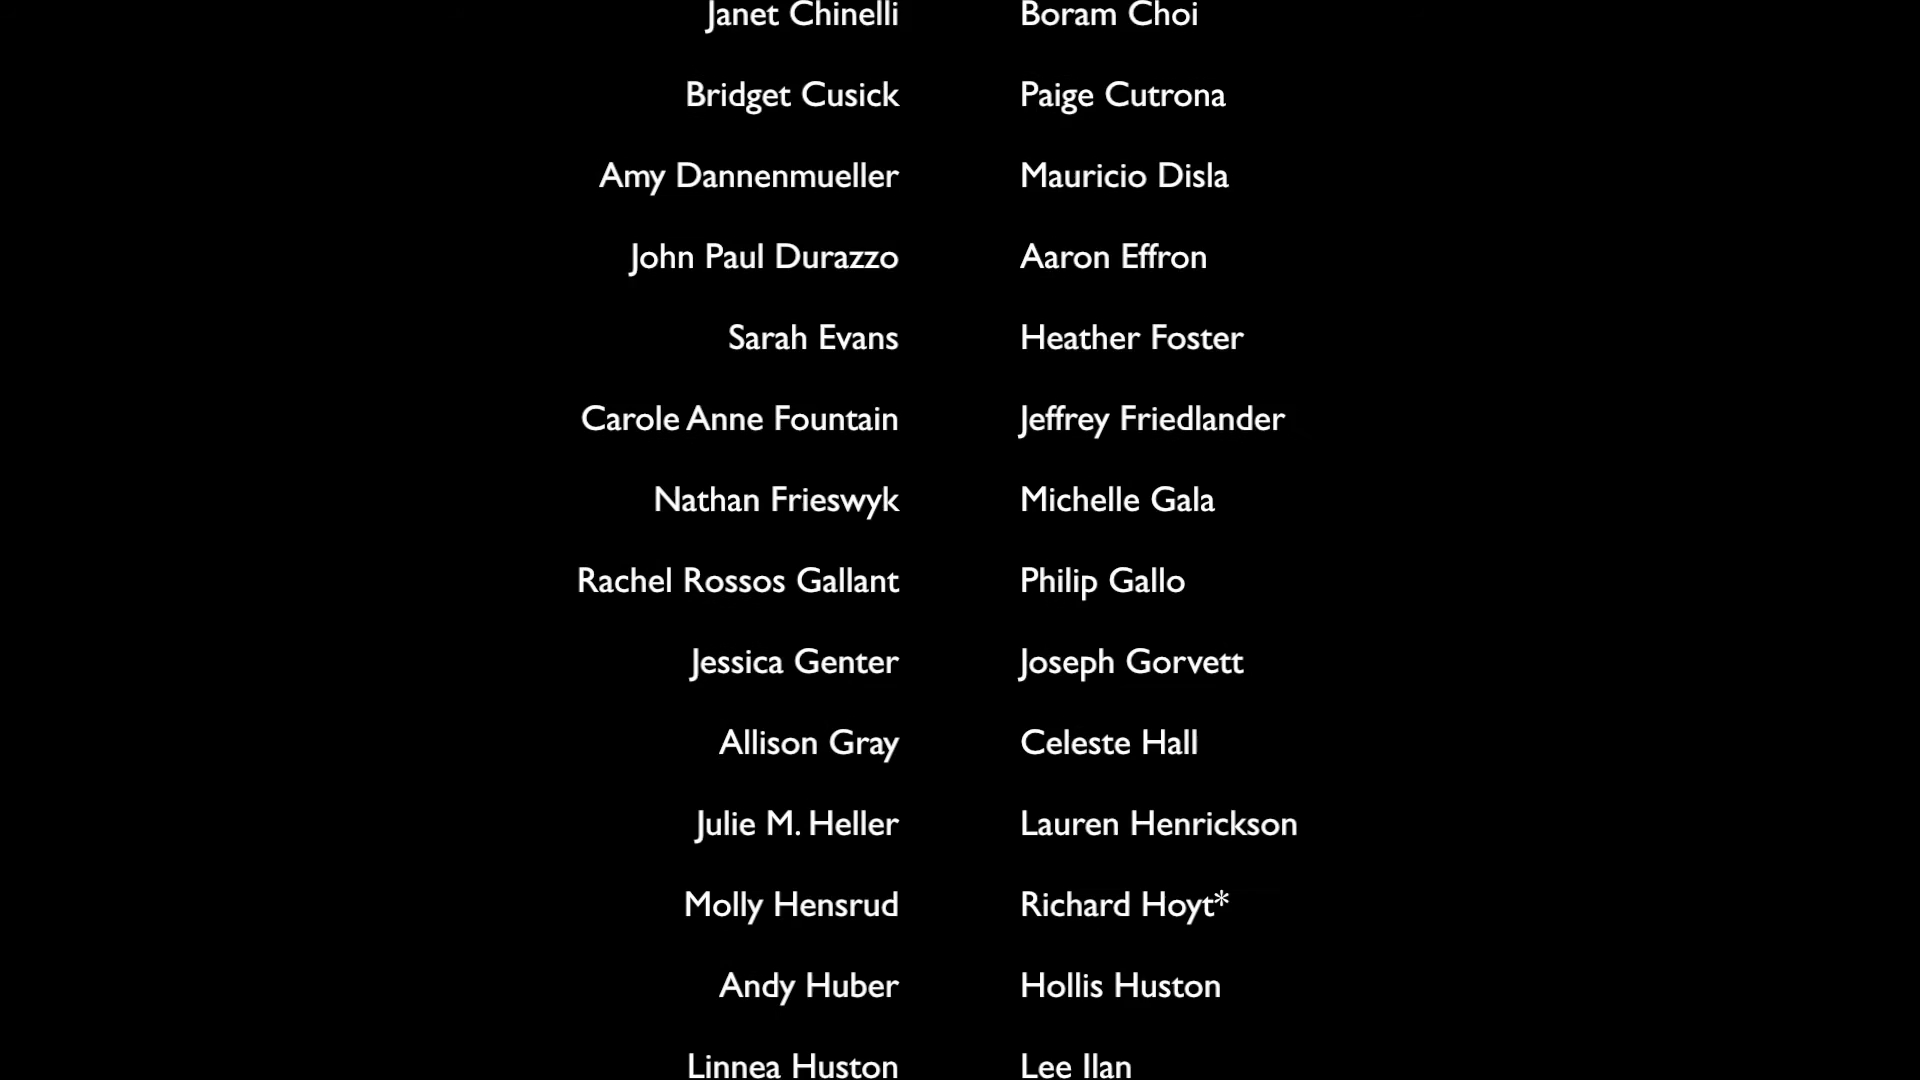 Janet Chinelli Boram Choi
Bridget Cusick Paige Cutrona
Amy Dannenmueller Mauricio Disla
John Paul Durazzo Aaron Effron
Sarah Evans Heather Foster
Carole Anne Fountain Jeffrey Friedlander
Nathan Frieswyk Michelle Gala
Rachel Rossos Gallant Philip Gallo
Jessica Genter Joseph Gorvett
Allison Gray Celeste Hall
Julie M. Heller Lauren Henrickson
Molly Hensrud Richard Hoyt*
Andy Huber Hollis Huston
Linnea Huston Lee Ilan